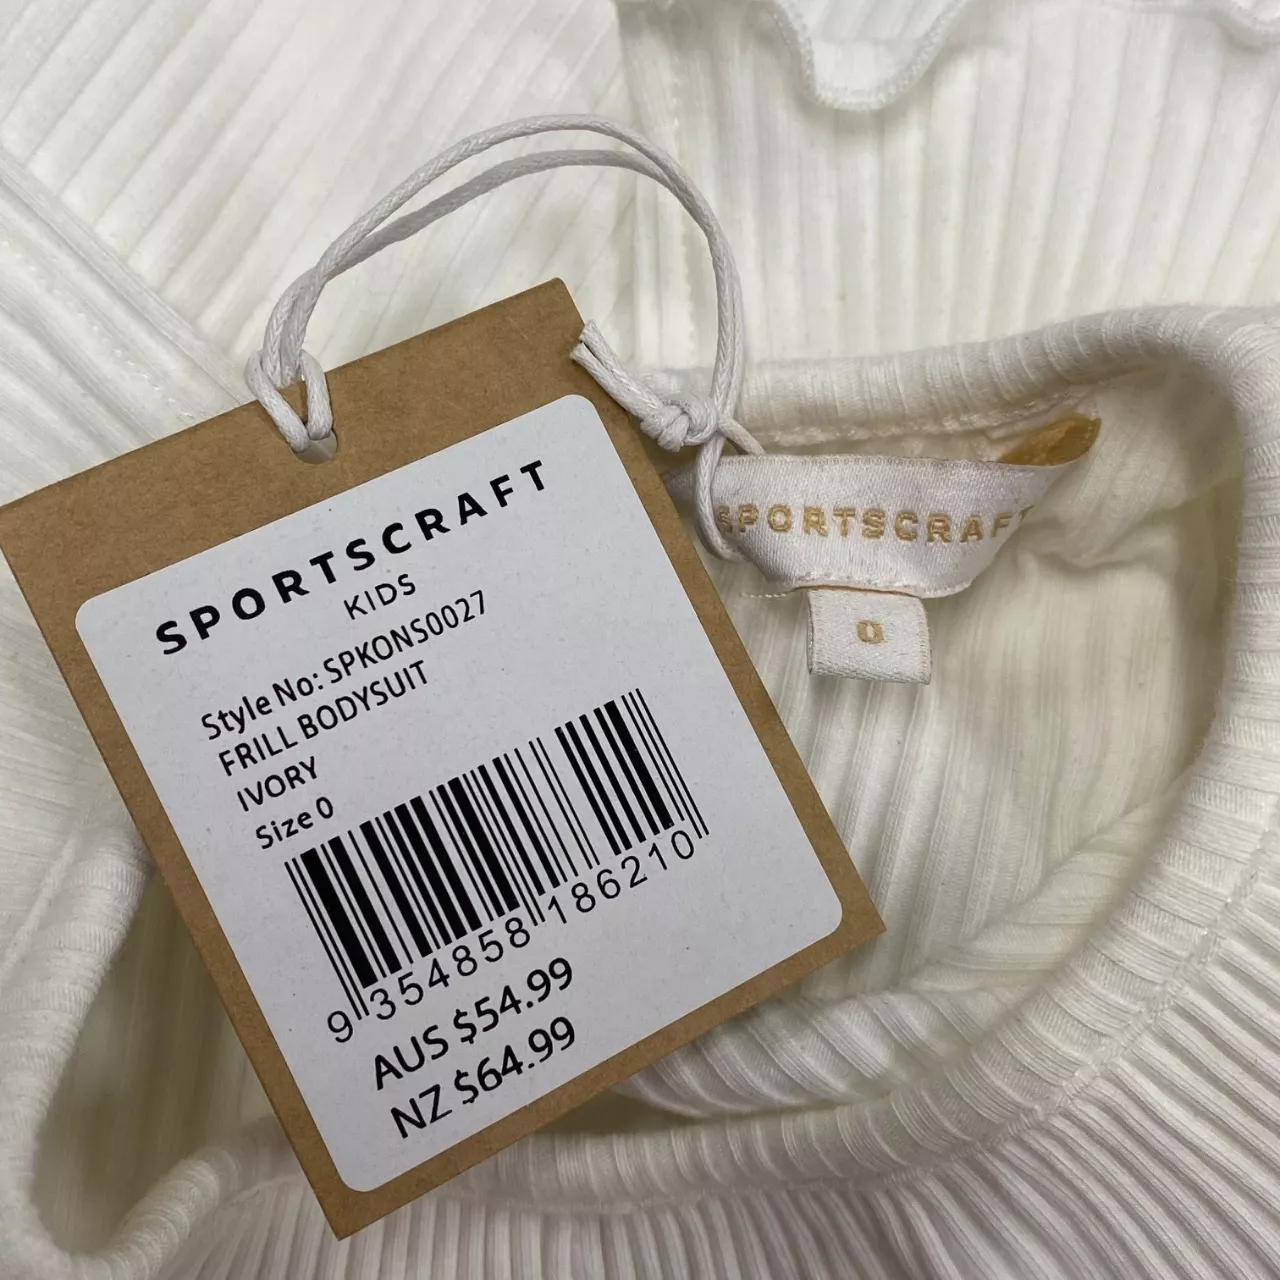 SPORTSCRAFT
KIDS
Style No: SPKONS0027
FRILL BODYSUIT
IVORY
Size 0
9 354858 186210
AUS $54.99
NZ $64.99
SPORTSCRAFT
0